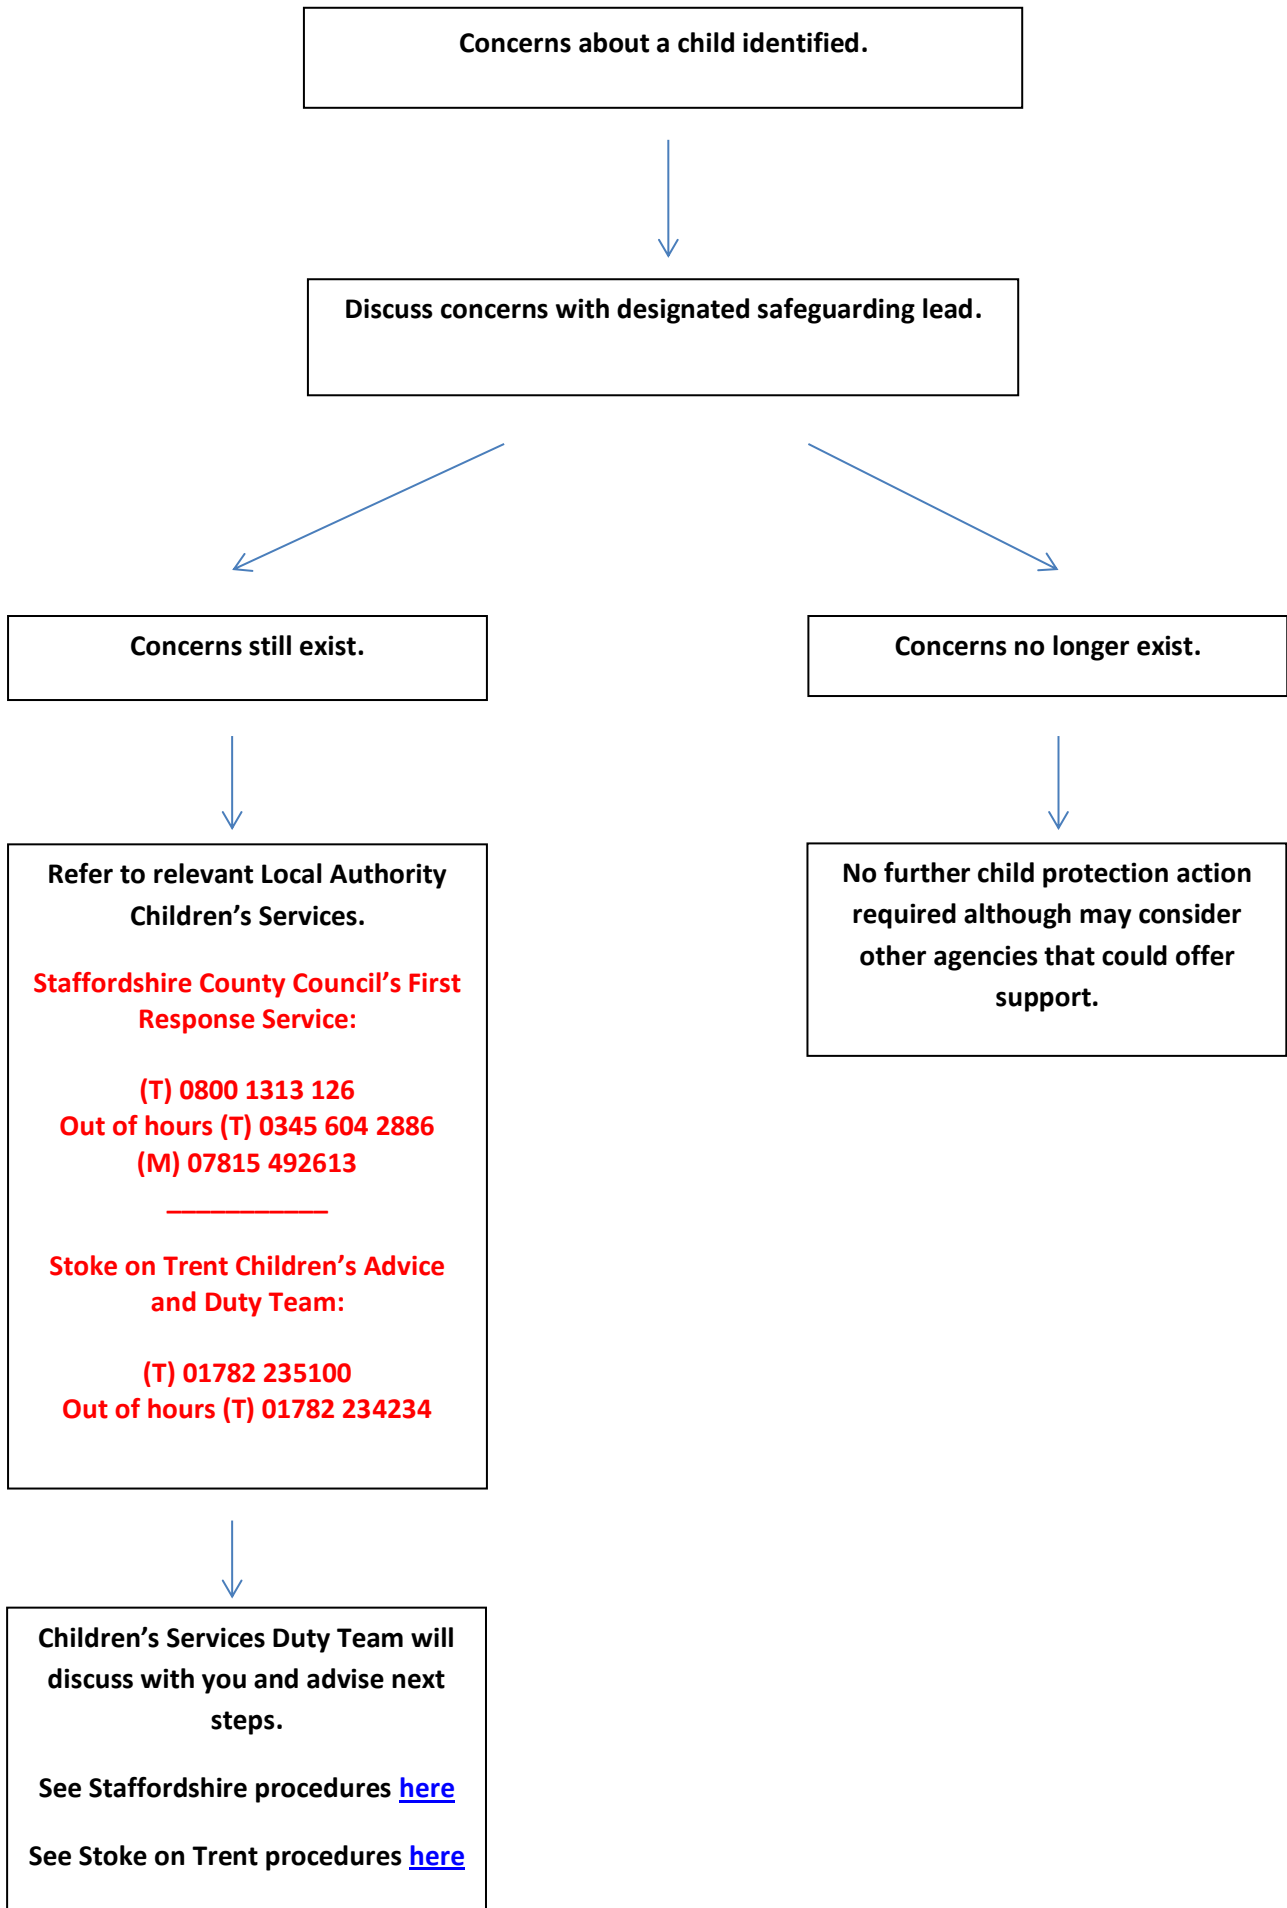 Concerns about a child identified.
Discuss concerns with designated safeguarding lead.
Concerns still exist.
Concerns no longer exist.
Refer to relevant Local Authority
Children’s Services.
Staffordshire County Council’s First
Response Service:
(T) 0800 1313 126
Out of hours (T) 0345 604 2886
(M) 07815 492613
___________
Stoke on Trent Children’s Advice
and Duty Team:
(T) 01782 235100
Out of hours (T) 01782 234234
No further child protection action
required although may consider
other agencies that could offer
support.
Children’s Services Duty Team will
discuss with you and advise next
steps.
See Staffordshire procedures here
See Stoke on Trent procedures here